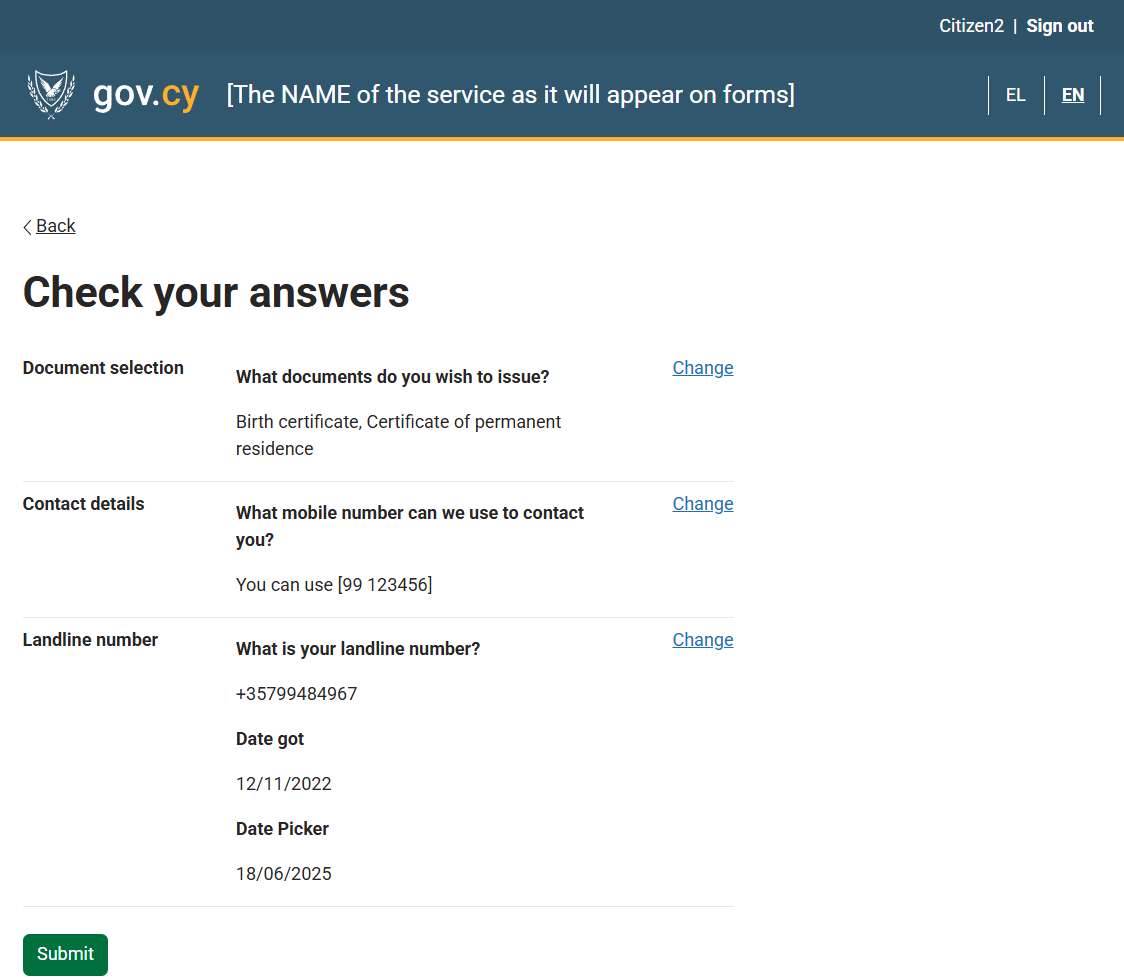 Citizen2 | Sign out
gov.cy [The NAME of the service as it will appear on forms] EL EN
Back
Check your answers
Document selection What documents do you wish to issue? Change
Birth certificate, Certificate of permanent
residence
Contact details What mobile number can we use to contact Change
you?
You can use [99 123456]
Landline number What is your landline number? Change
+35799484967
Date got
12/11/2022
Date Picker
18/06/2025
Submit